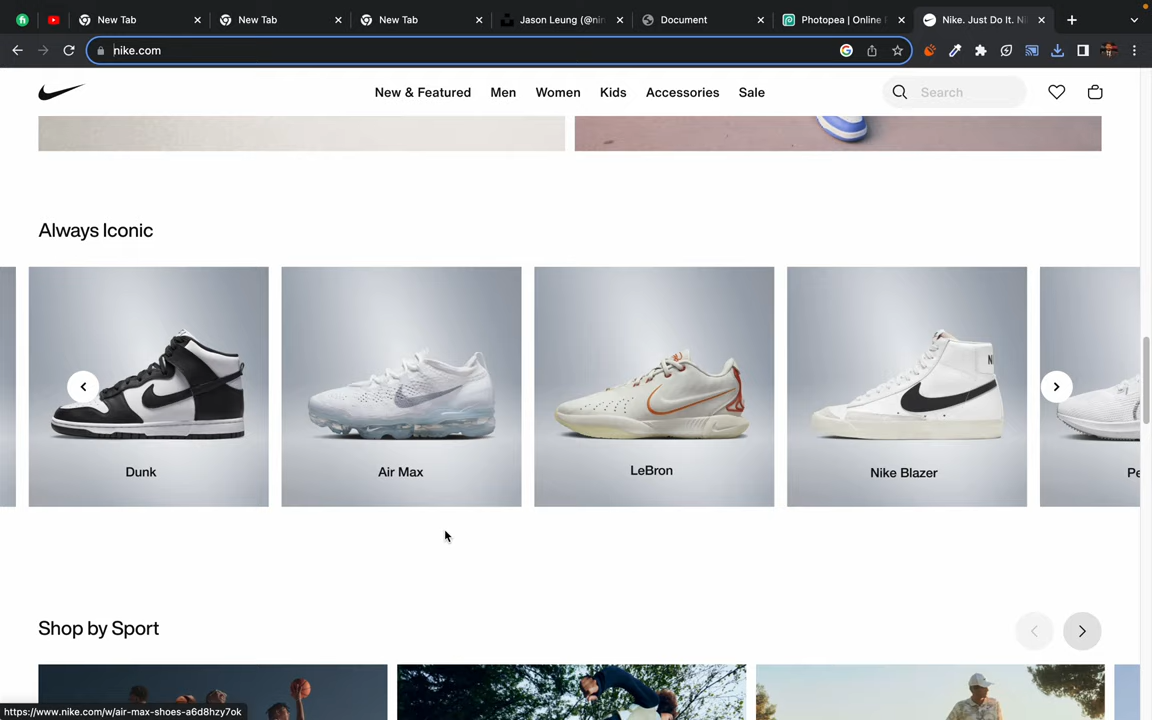 New Tab
New Tab
New Tab
Jason Leung (@nin
Document
Photopea | Online
Nike. Just Do It. Ni
nike.com
New & Featured
Men
Women
Kids
Accessories
Sale
Search
Always Iconic
Dunk
Air Max
LeBron
Nike Blazer
Pe
Shop by Sport
https://www.nike.com/w/air-max-shoes-a6d8hzy7ok